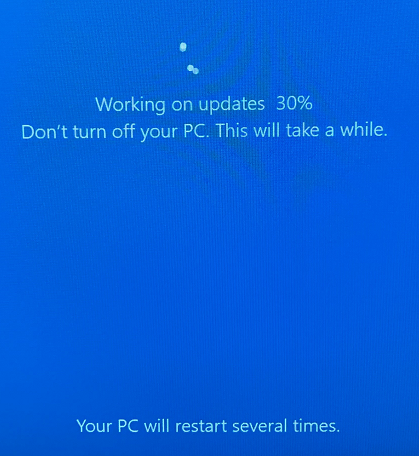 Working on updates  30%
Don't turn off your PC. This will take a while.
Your PC will restart several times.